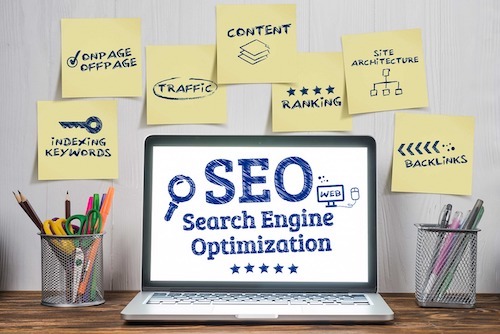 ONPAGE
OFFPAGE
TRAFFIC
CONTENT
RANKING
SITE
ARCHITECTURE
INDEXING
KEYWORDS
BACKLINKS
SEO
WEB
Search Engine
Optimization